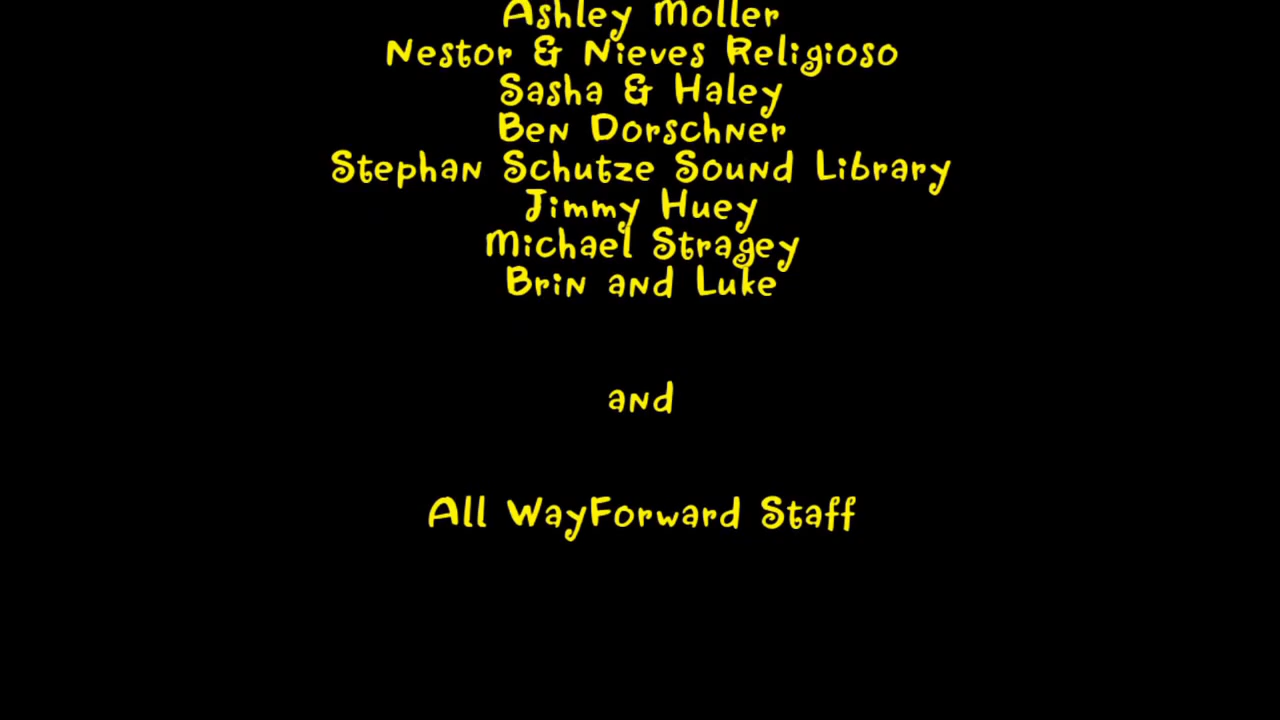 Ashley Moller
Nestor & Nieves Religioso
Sasha & Haley
Ben Dorschner
Stephan Schutze Sound Library
Jimmy Huey
Michael Stragey
Brin and Luke
and
All WayForward Staff